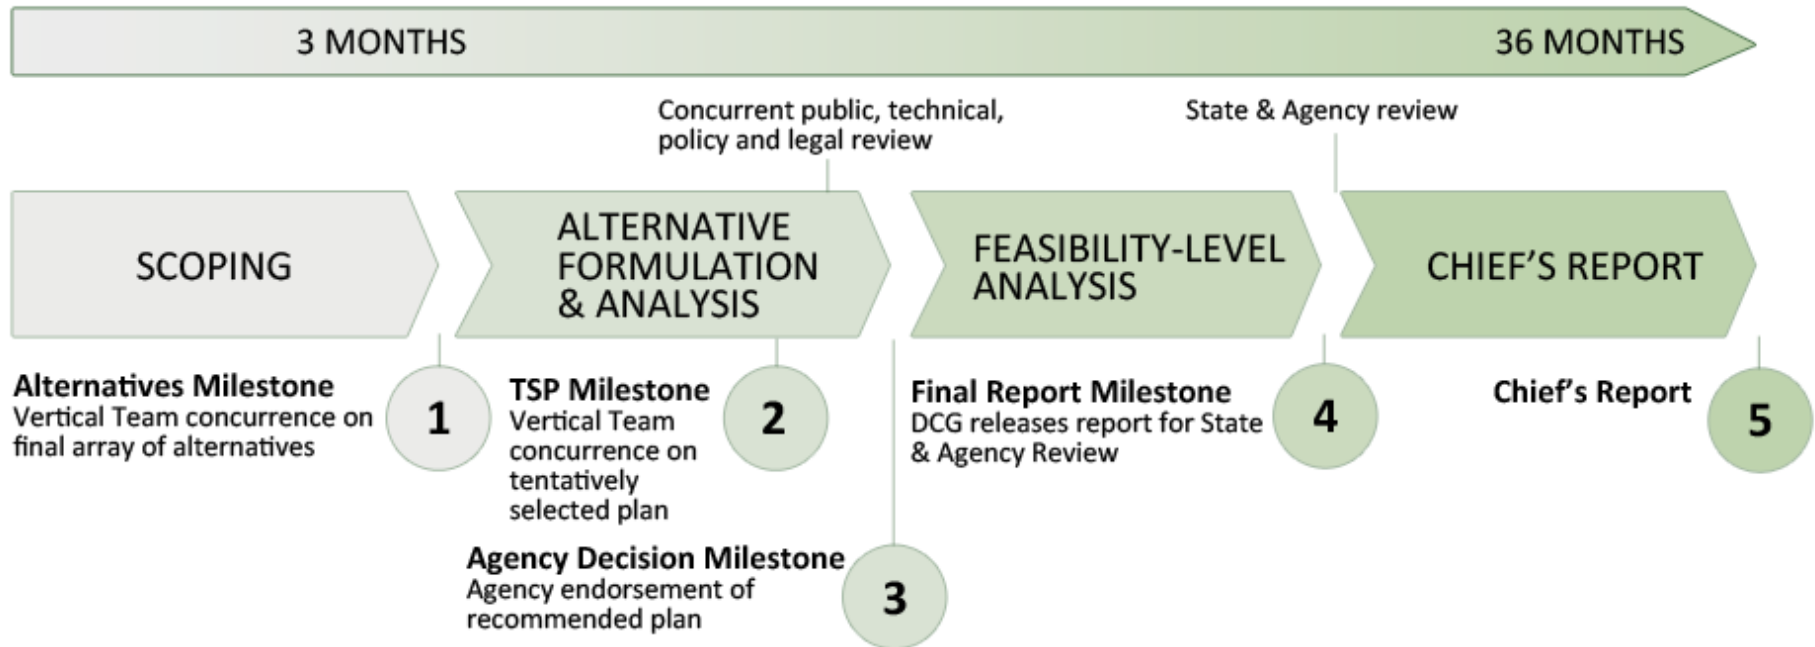 3 MONTHS
36 MONTHS
Concurrent public, technical,
policy and legal review
State & Agency review
SCOPING
ALTERNATIVE
FORMULATION
& ANALYSIS
FEASIBILITY-LEVEL
ANALYSIS
CHIEF'S REPORT
Alternatives Milestone
Vertical Team concurrence on
final array of alternatives
1
TSP Milestone
Vertical Team
concurrence on
tentatively
selected plan
2
Agency Decision Milestone
Agency endorsement of
recommended plan
3
Final Report Milestone
DCG releases report for State
& Agency Review
4
Chief's Report
5